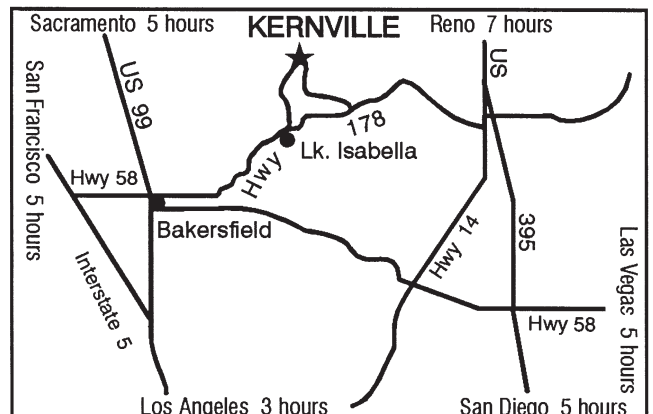 Sacramento 5 hours
KERNVILLE
Reno 7 hours
US 99
US
San Francisco 5 hours
178
Hwy
Lk. Isabella
Hwy 58
Bakersfield
Hwy 14
395
Las Vegas 5 hours
Interstate 5
Hwy 58
Los Angeles 3 hours
San Diego 5 hours